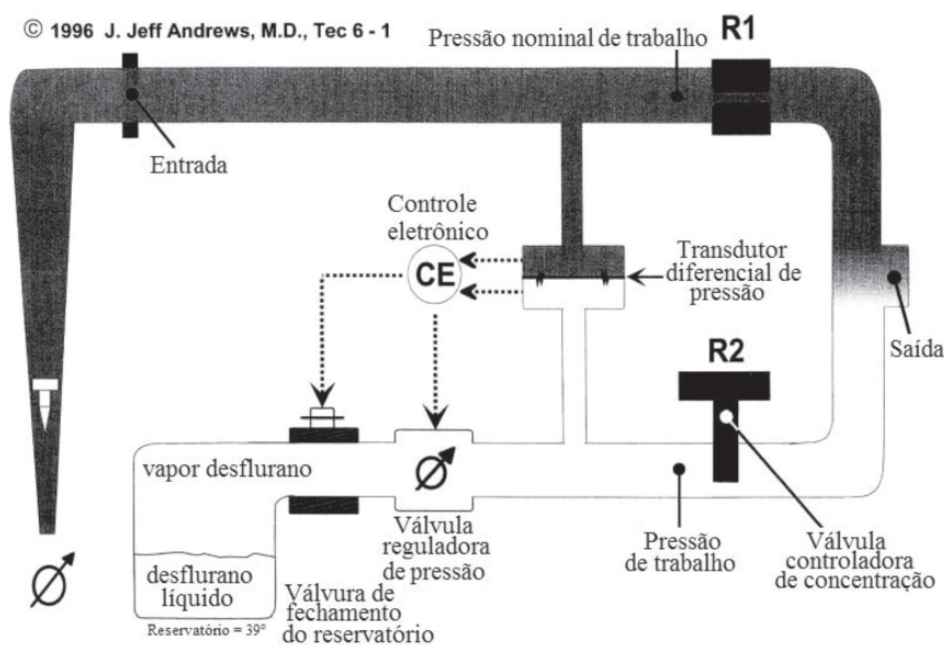 © 1996 J. Jeff Andrews, M.D., Tec 6 - 1
Pressão nominal de trabalho
R1
Entrada
Controle
eletrônico
CE
Transdutor
diferencial de
pressão
Saída
R2
vapor desflurano
Válvula
reguladora
de pressão
Pressão
de trabalho
Válvula
controladora
de concentração
desflurano
líquido
Reservatório = 39°
Válvura de
fechamento
do reservatório